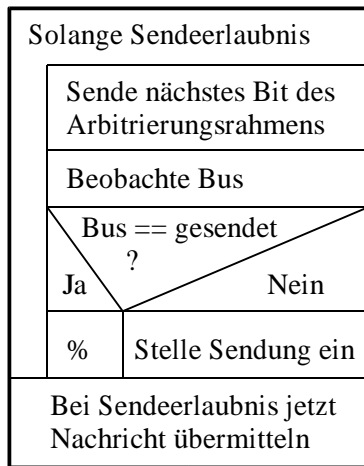 Solange Sendeerlaubnis
Sende nächstes Bit des
Arbitrierungsrahmens
Beobachte Bus
Bus == gesendet
?
Ja
Nein
%
Stelle Sendung ein
Bei Sendeerlaubnis jetzt
Nachricht übermitteln